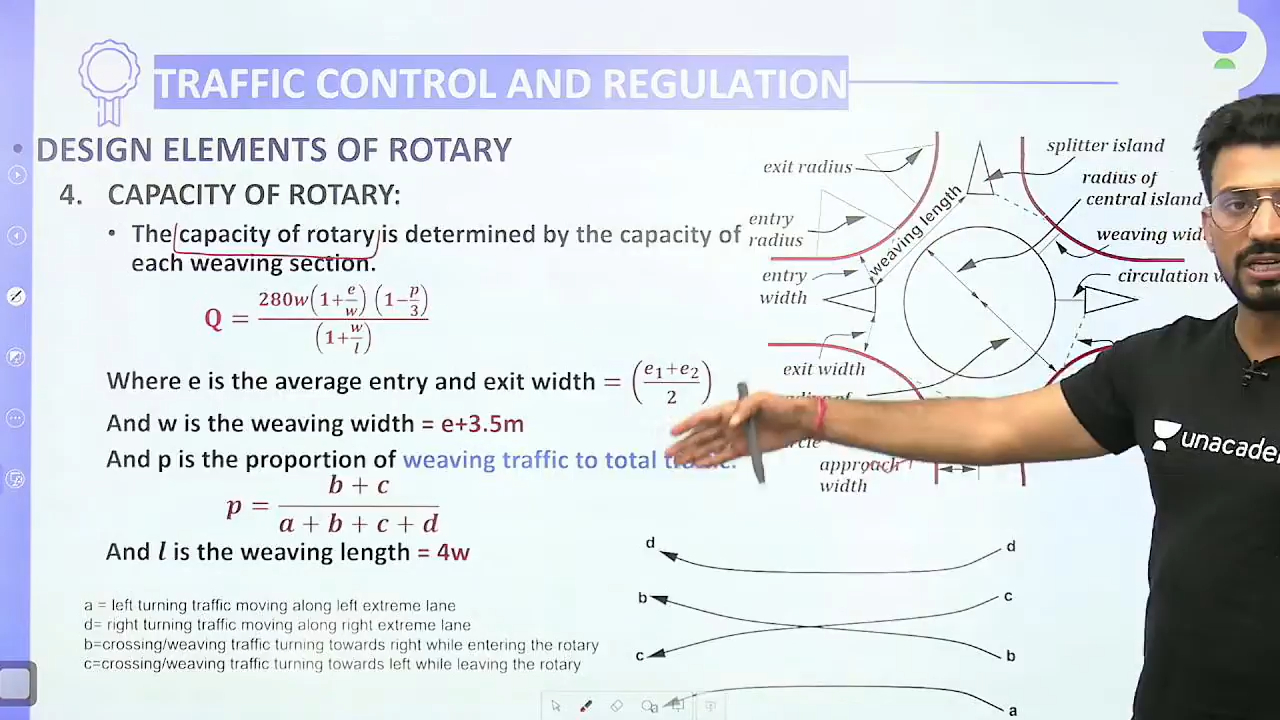 TRAFFIC CONTROL AND REGULATION
• DESIGN ELEMENTS OF ROTARY
4. CAPACITY OF ROTARY:
• The capacity of rotary is determined by the capacity of
each weaving section.
Q = 280w(1+e/w)(1−p/3) / (1+w/l)
Where e is the average entry and exit width = (e₁+e₂ / 2)
And w is the weaving width = e+3.5m
And p is the proportion of weaving traffic to total traffic.
p = b + c / a + b + c + d
And l is the weaving length = 4w
a = left turning traffic moving along left extreme lane
d= right turning traffic moving along right extreme lane
b=crossing/weaving traffic turning towards right while entering the rotary
c=crossing/weaving traffic turning towards left while leaving the rotary
exit radius
splitter island
radius of
central island
entry
radius
weaving length
weaving
entry
width
circulation
exit width
approach
width
d d
b c
c b
a a
unacade